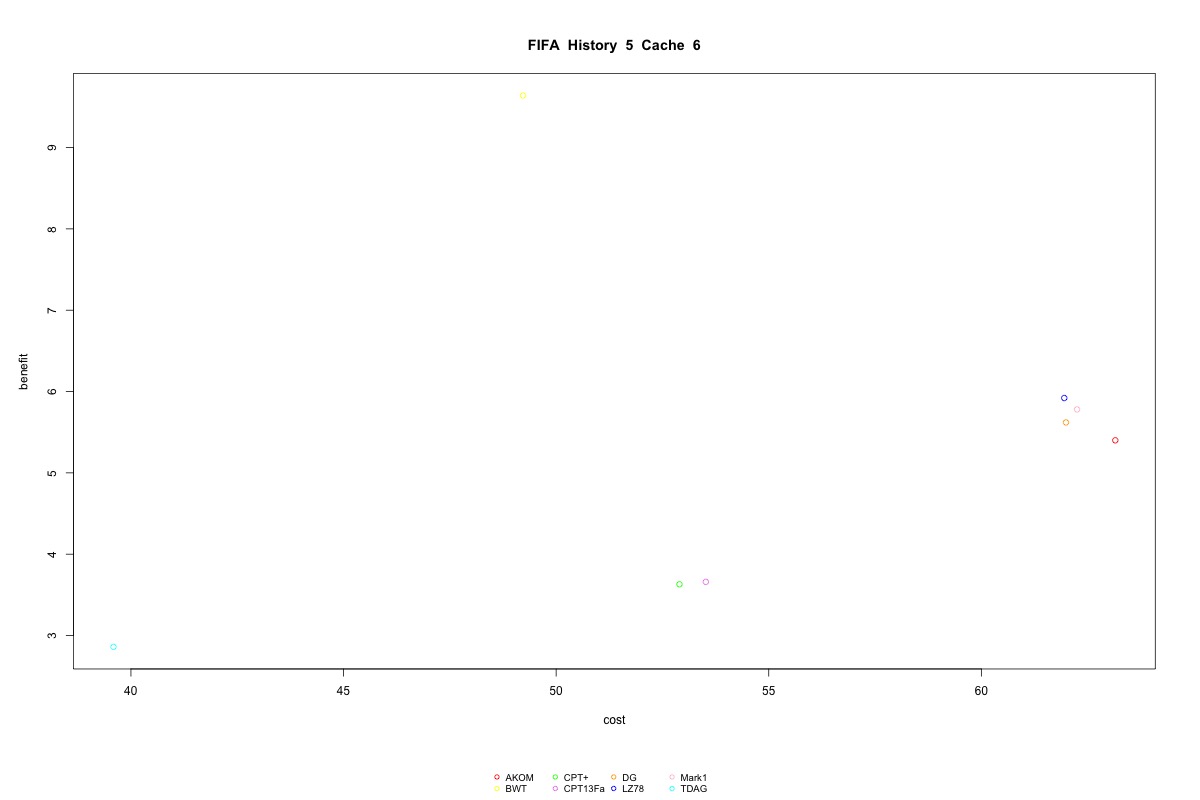 FIFA History 5 Cache 6
9
8
7
6
5
4
3
benefit
40 45 50 55 60
cost
AKOM CPT+ DG Mark1
BWT CPT13Fa LZ78 TDAG